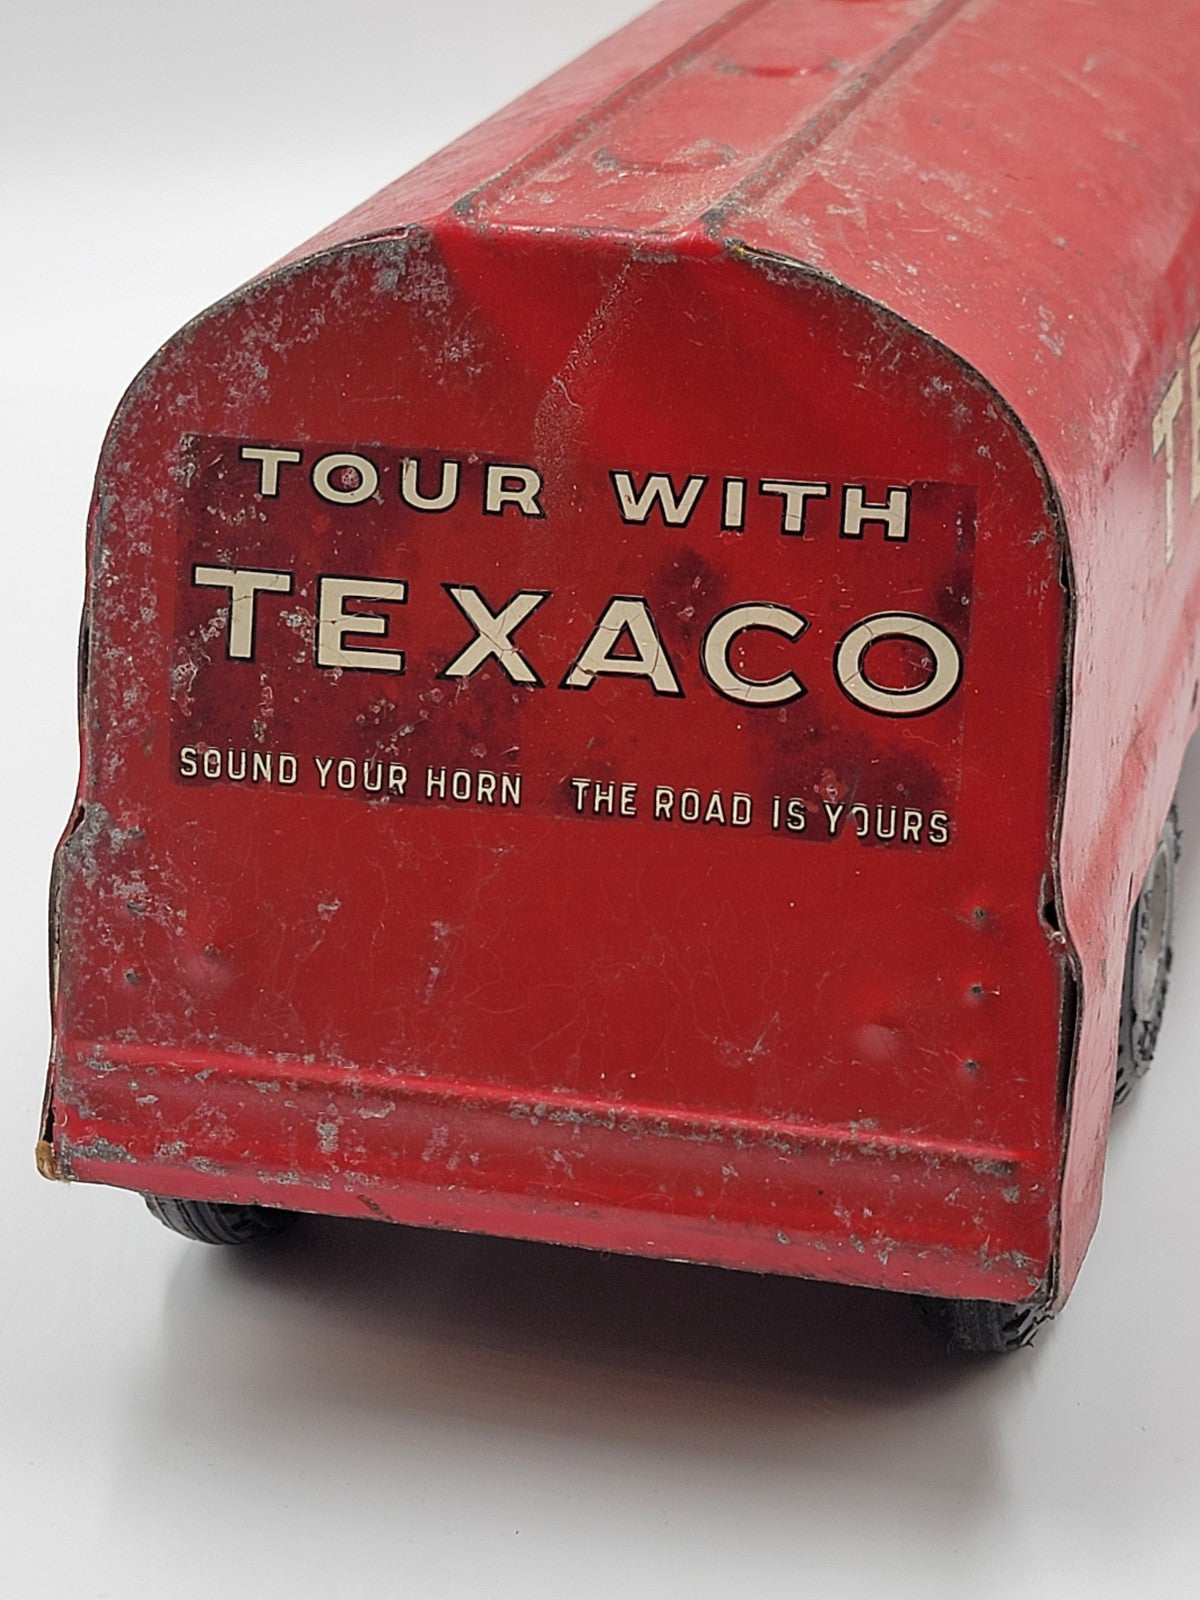 TOUR WITH
TEXACO
SOUND YOUR HORN THE ROAD IS YOURS